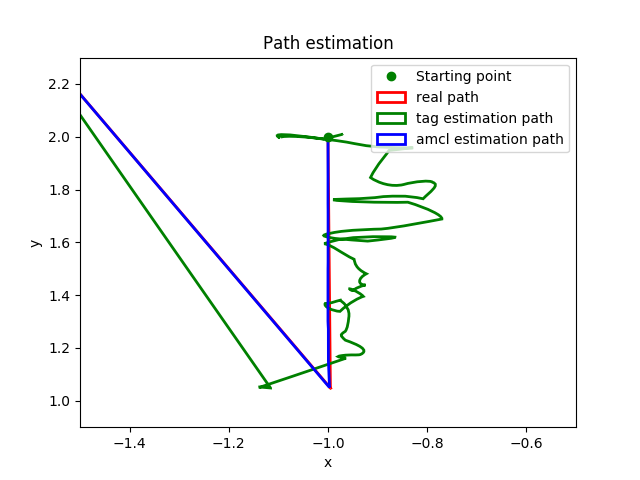 Path estimation
Starting point
real path
tag estimation path
amcl estimation path
y
2.2
2.0
1.8
1.6
1.4
1.2
1.0
−1.4
−1.2
−1.0
−0.8
−0.6
x